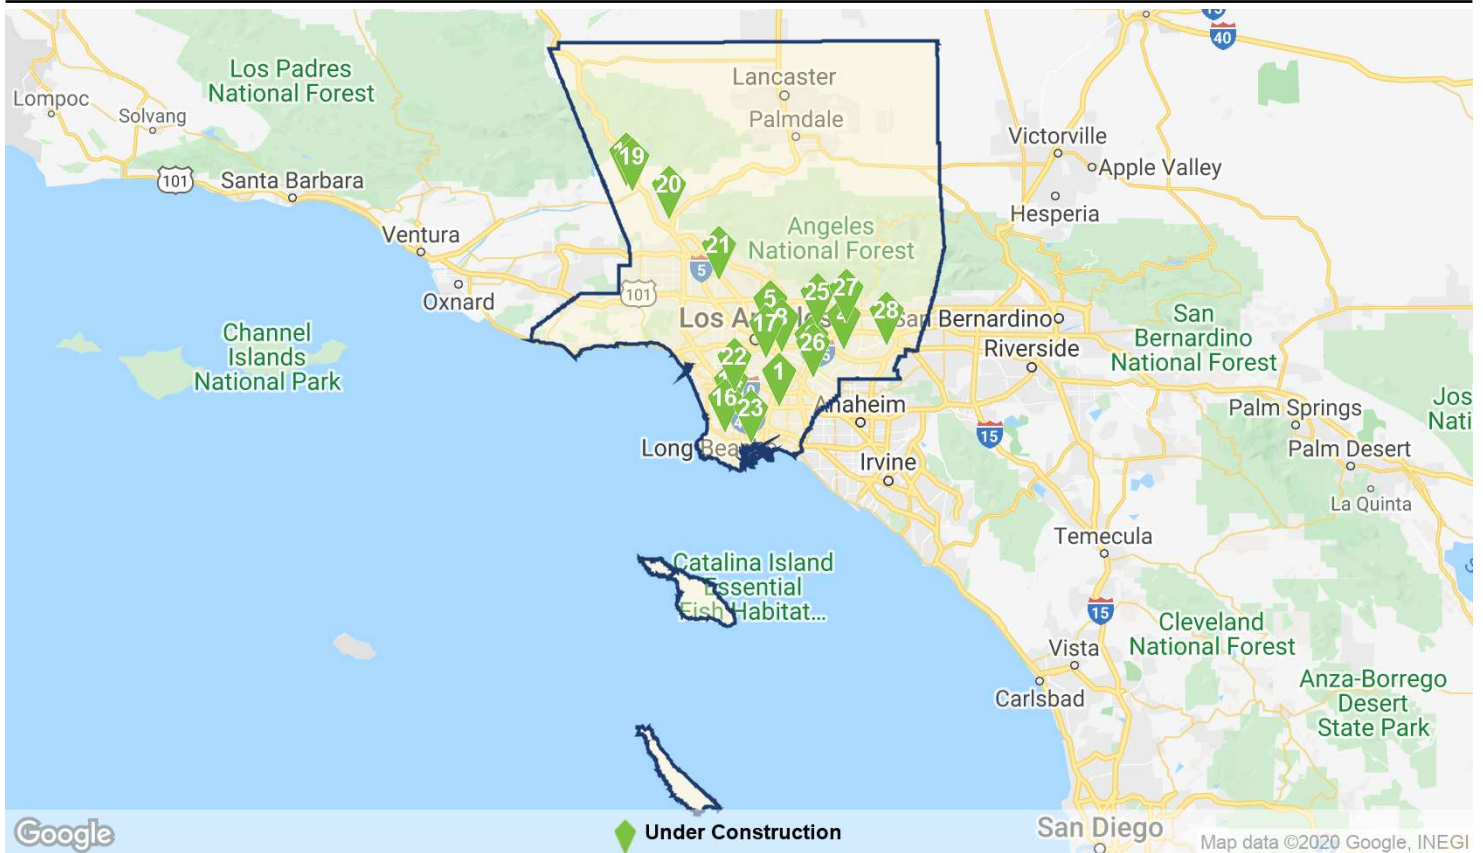 15
40
Los Padres
National Forest
Lancaster
Lompoc
Solvang
Palmdale
Victorville
19
Apple Valley
101
Santa Barbara
20
Hesperia
Angeles
National Forest
Ventura
21
5
Oxnard
101
5
25
27
28
Los Angeles
17
San Bernardino
San
Bernardino
National Forest
Channel
Islands
National Park
26
Riverside
22
1
16
23
Anaheim
Palm Springs
15
Long Beach
Irvine
Palm Desert
La Quinta
Temecula
Catalina Island
Essential
Fish Habitat...
15
Cleveland
National Forest
Vista
Carlsbad
Anza-Borrego
Desert
State Park
Google
Under Construction
San Diego
Map data ©2020 Google, INEGI